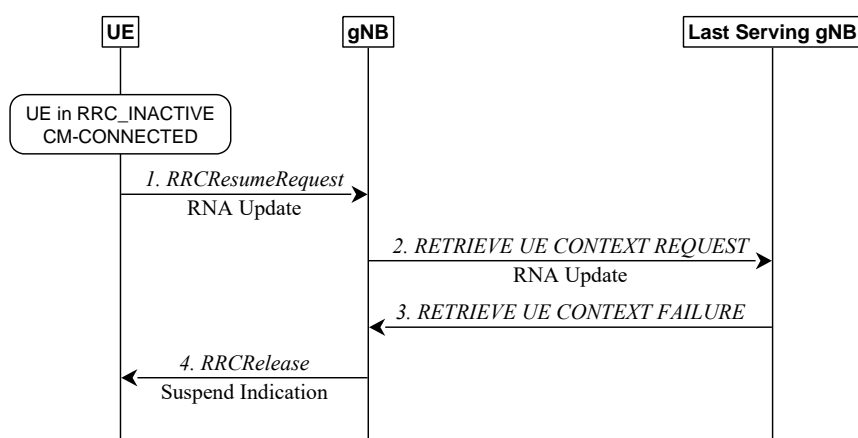 UE
gNB
Last Serving gNB
UE in RRC_INACTIVE
CM-CONNECTED
1. RRCResumeRequest
RNA Update
2. RETRIEVE UE CONTEXT REQUEST
RNA Update
3. RETRIEVE UE CONTEXT FAILURE
4. RRCRelease
Suspend Indication